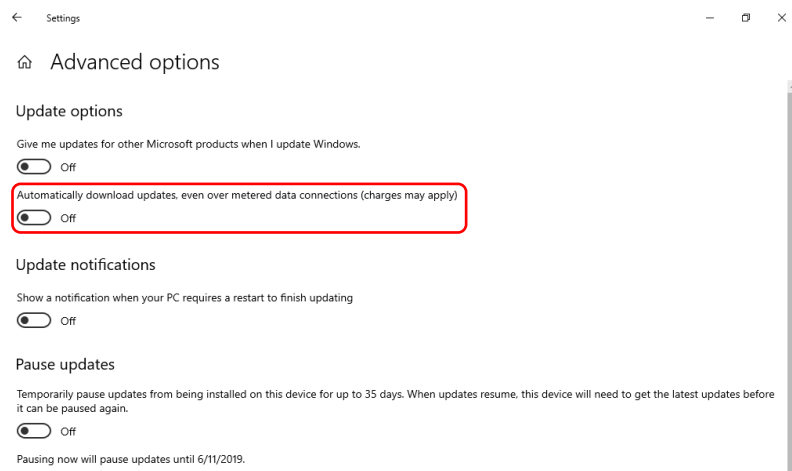 Settings
Advanced options
Update options
Give me updates for other Microsoft products when I update Windows.
Off
Automatically download updates, even over metered data connections (charges may apply)
Off
Update notifications
Show a notification when your PC requires a restart to finish updating
Off
Pause updates
Temporarily pause updates from being installed on this device for up to 35 days. When updates resume, this device will need to get the latest updates before
it can be paused again.
Off
Pausing now will pause updates until 6/11/2019.